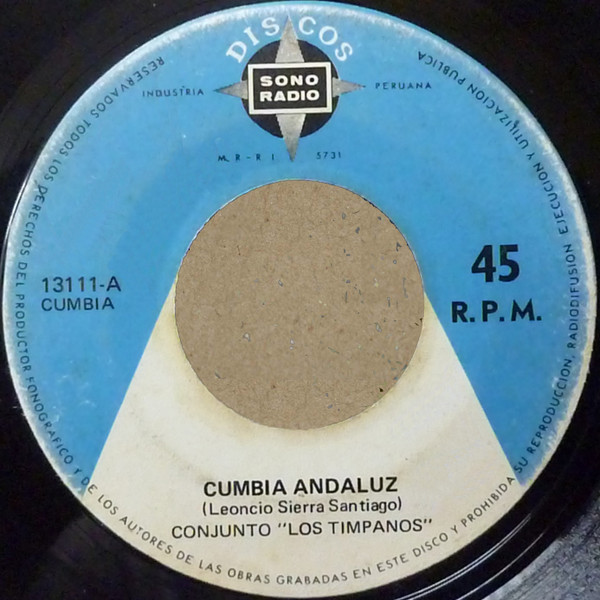 DISCOS
SONO
RADIO
INDUSTRIA
PERUANA
M. R - R I 5731
13111-A
CUMBIA
45
R.P.M.
CUMBIA ANDALUZ
(Leoncio Sierra Santiago)
CONJUNTO "LOS TIMPANOS"
RESERVADOS TODOS LOS DERECHOS DEL PRODUCTOR FONOGRAFICO Y DE LOS AUTORES DE LAS OBRAS GRABADAS EN ESTE DISCO Y PROHIBIDA SU REPRODUCCION, RADIODIFUSION EJECUCION Y UTILIZACION PUBLICA